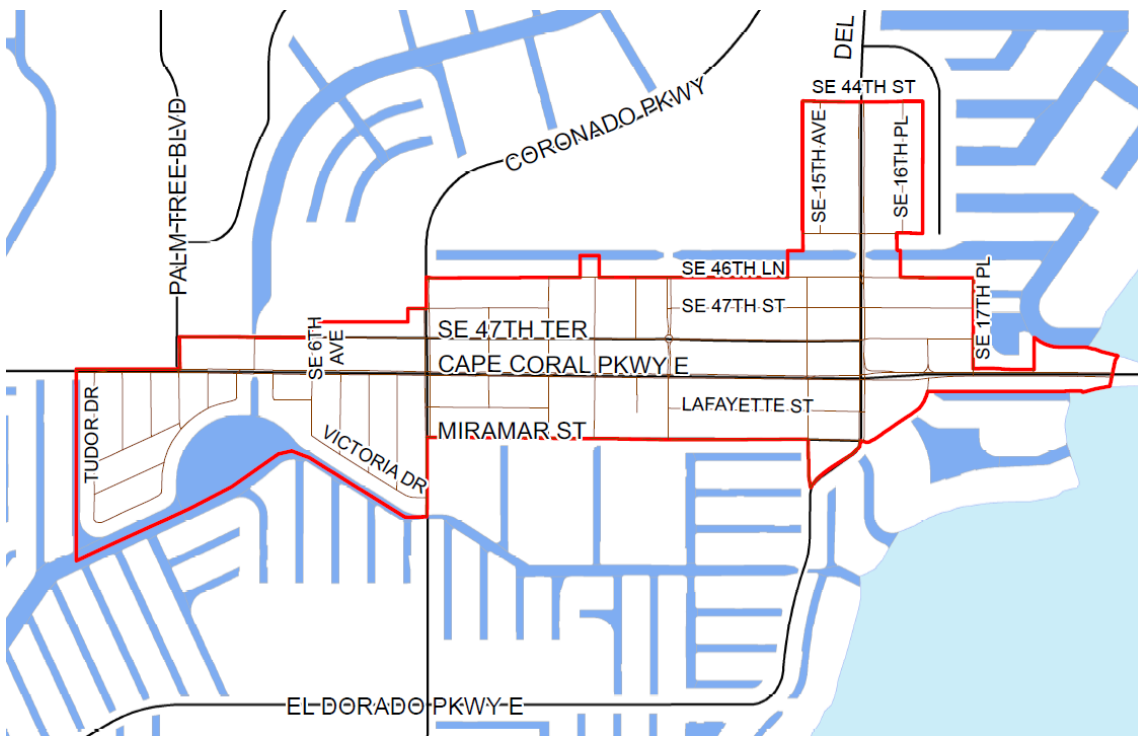 DEL
SE 44TH ST
PALM TREE BLVD
CORONADO PKWY
SE 15TH AVE
SE 16TH PL
SE 46TH LN
SE 47TH ST
SE 17TH PL
SE 6TH
AVE
SE 47TH TER
CAPE CORAL PKWY E
TUDOR DR
LAFAYETTE ST
MIRAMAR ST
VICTORIA DR
EL DORADO PKWY E